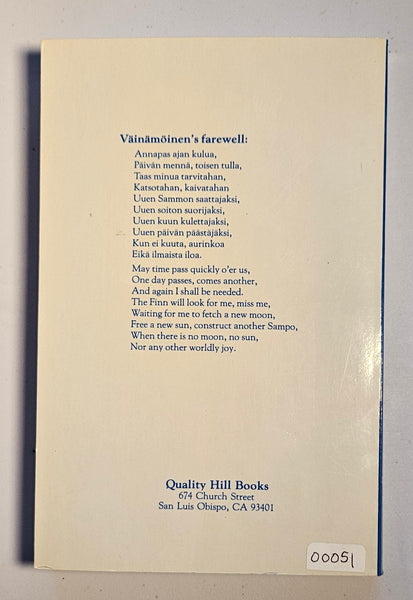 Väinämöinen's farewell:
Annapas ajan kulua,
Päivän mennä, toisen tulla,
Taas minua tarvitahan,
Katsotahan, kaivatahan
Uuen Sammon saattajaksi,
Uuen soiton suorijaksi,
Uuen kuun kulettajaksi,
Uuen päivän päästäjäksi,
Kun ei kuuta, aurinkoa
Eikä ilmaista iloa.
May time pass quickly o'er us,
One day passes, comes another,
And again I shall be needed.
The Finn will look for me, miss me,
Waiting for me to fetch a new moon,
Free a new sun, construct another Sampo,
When there is no moon, no sun,
Nor any other worldly joy.
Quality Hill Books
674 Church Street
San Luis Obispo, CA 93401
00051